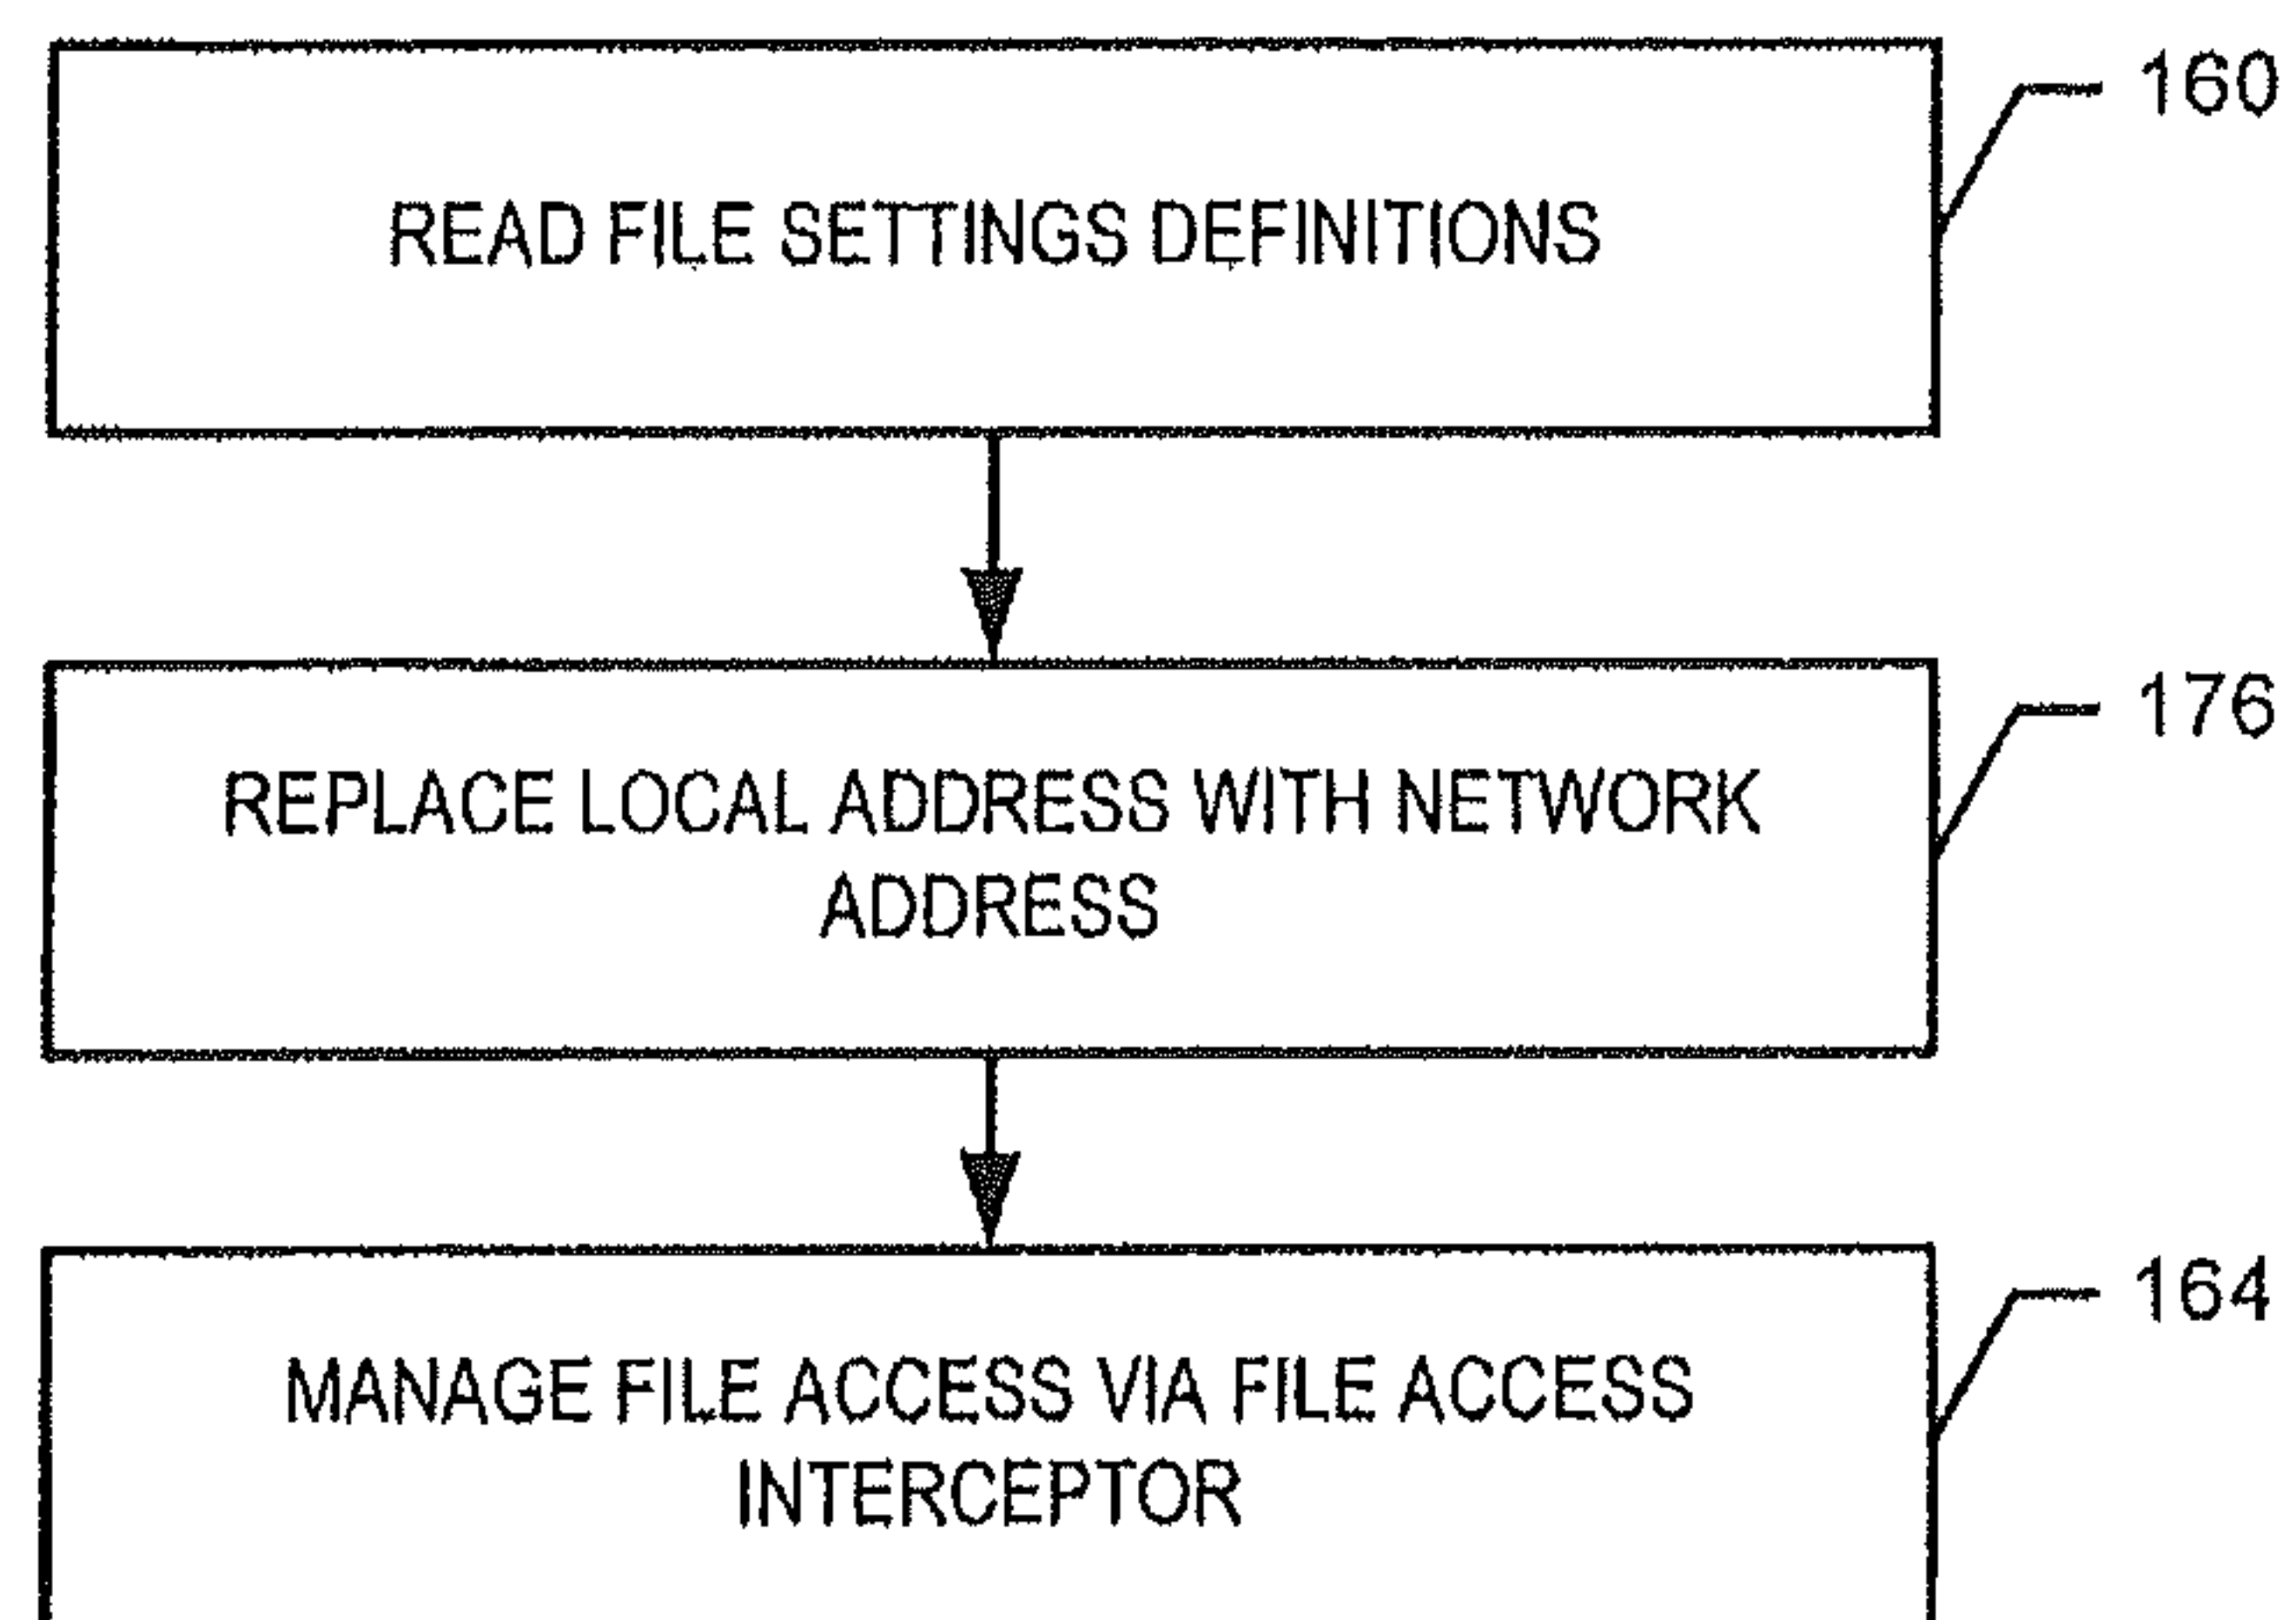 160
READ FILE SETTINGS DEFINITIONS
176
REPLACE LOCAL ADDRESS WITH NETWORK
ADDRESS
164
MANAGE FILE ACCESS VIA FILE ACCESS
INTERCEPTOR